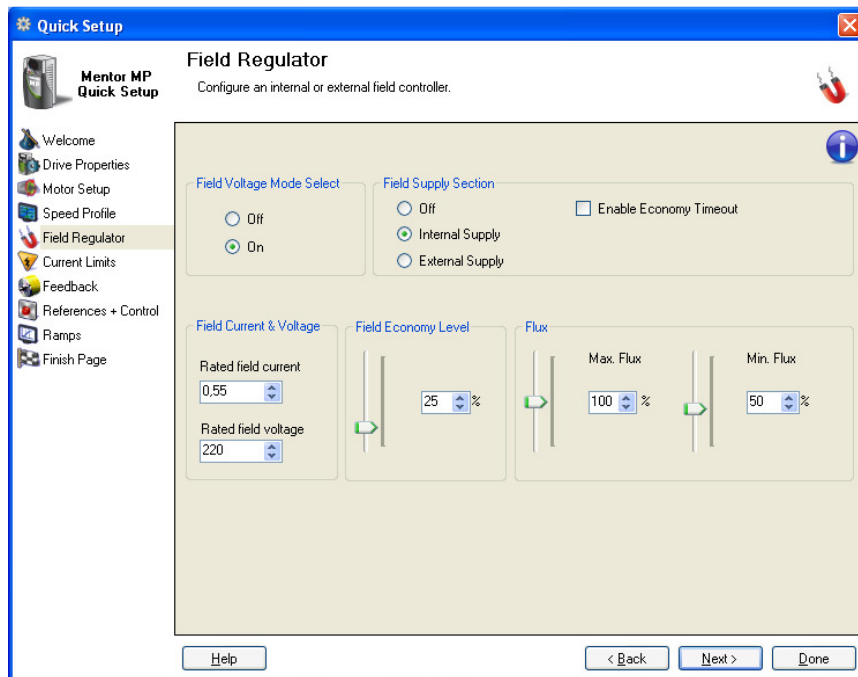 Quick Setup
Mentor MP
Quick Setup
Field Regulator
Configure an internal or external field controller.
Welcome
Drive Properties
Motor Setup
Speed Profile
Field Regulator
Current Limits
Feedback
References + Control
Ramps
Finish Page
Field Voltage Mode Select
Off
On
Field Supply Section
Off
Internal Supply
External Supply
Enable Economy Timeout
Field Current & Voltage
Rated field current
0,55
Rated field voltage
220
Field Economy Level
25 %
Flux
Max. Flux
100 %
Min. Flux
50 %
Help
< Back
Next >
Done